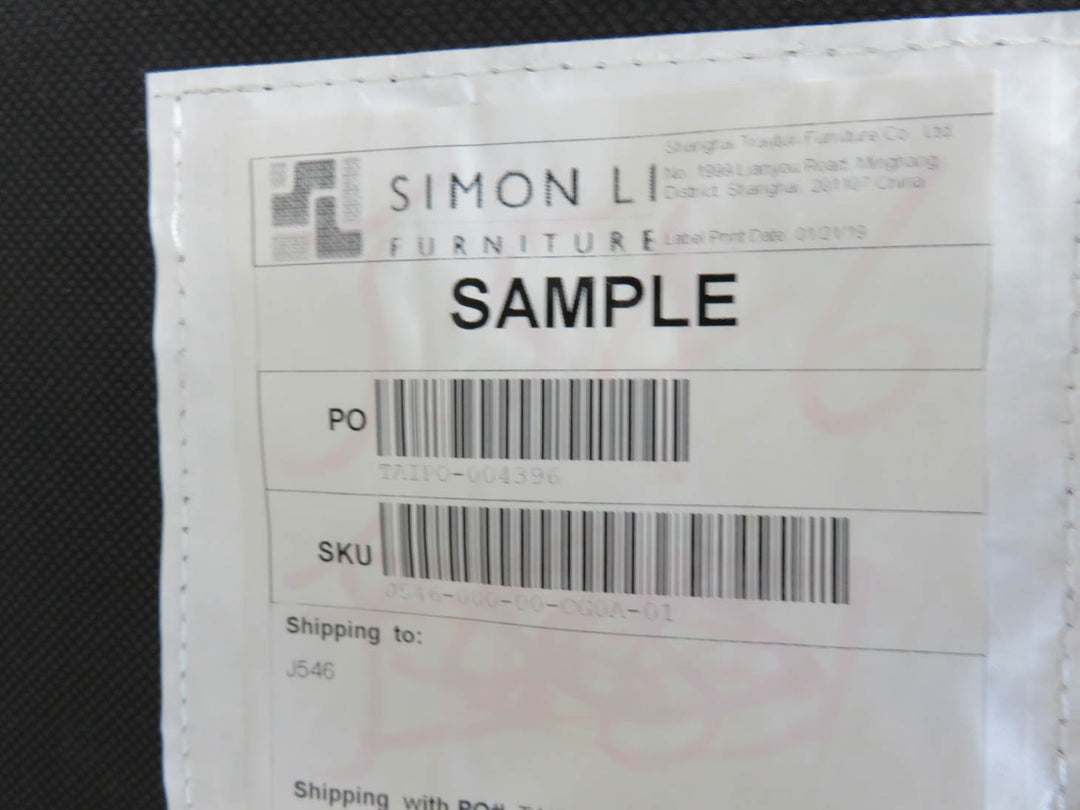 SIMON LI
FURNITURE
Shanghai Furniture Co., Ltd.
No. 1999 Lianyou Road, Minghang
District, Shanghai, 201107 China
Label Print Date: 01/21/19
SAMPLE
PO
TAIPO-004396
SKU
J546-000-00-CG0A-01
Shipping to:
J546
Shipping with PO#: